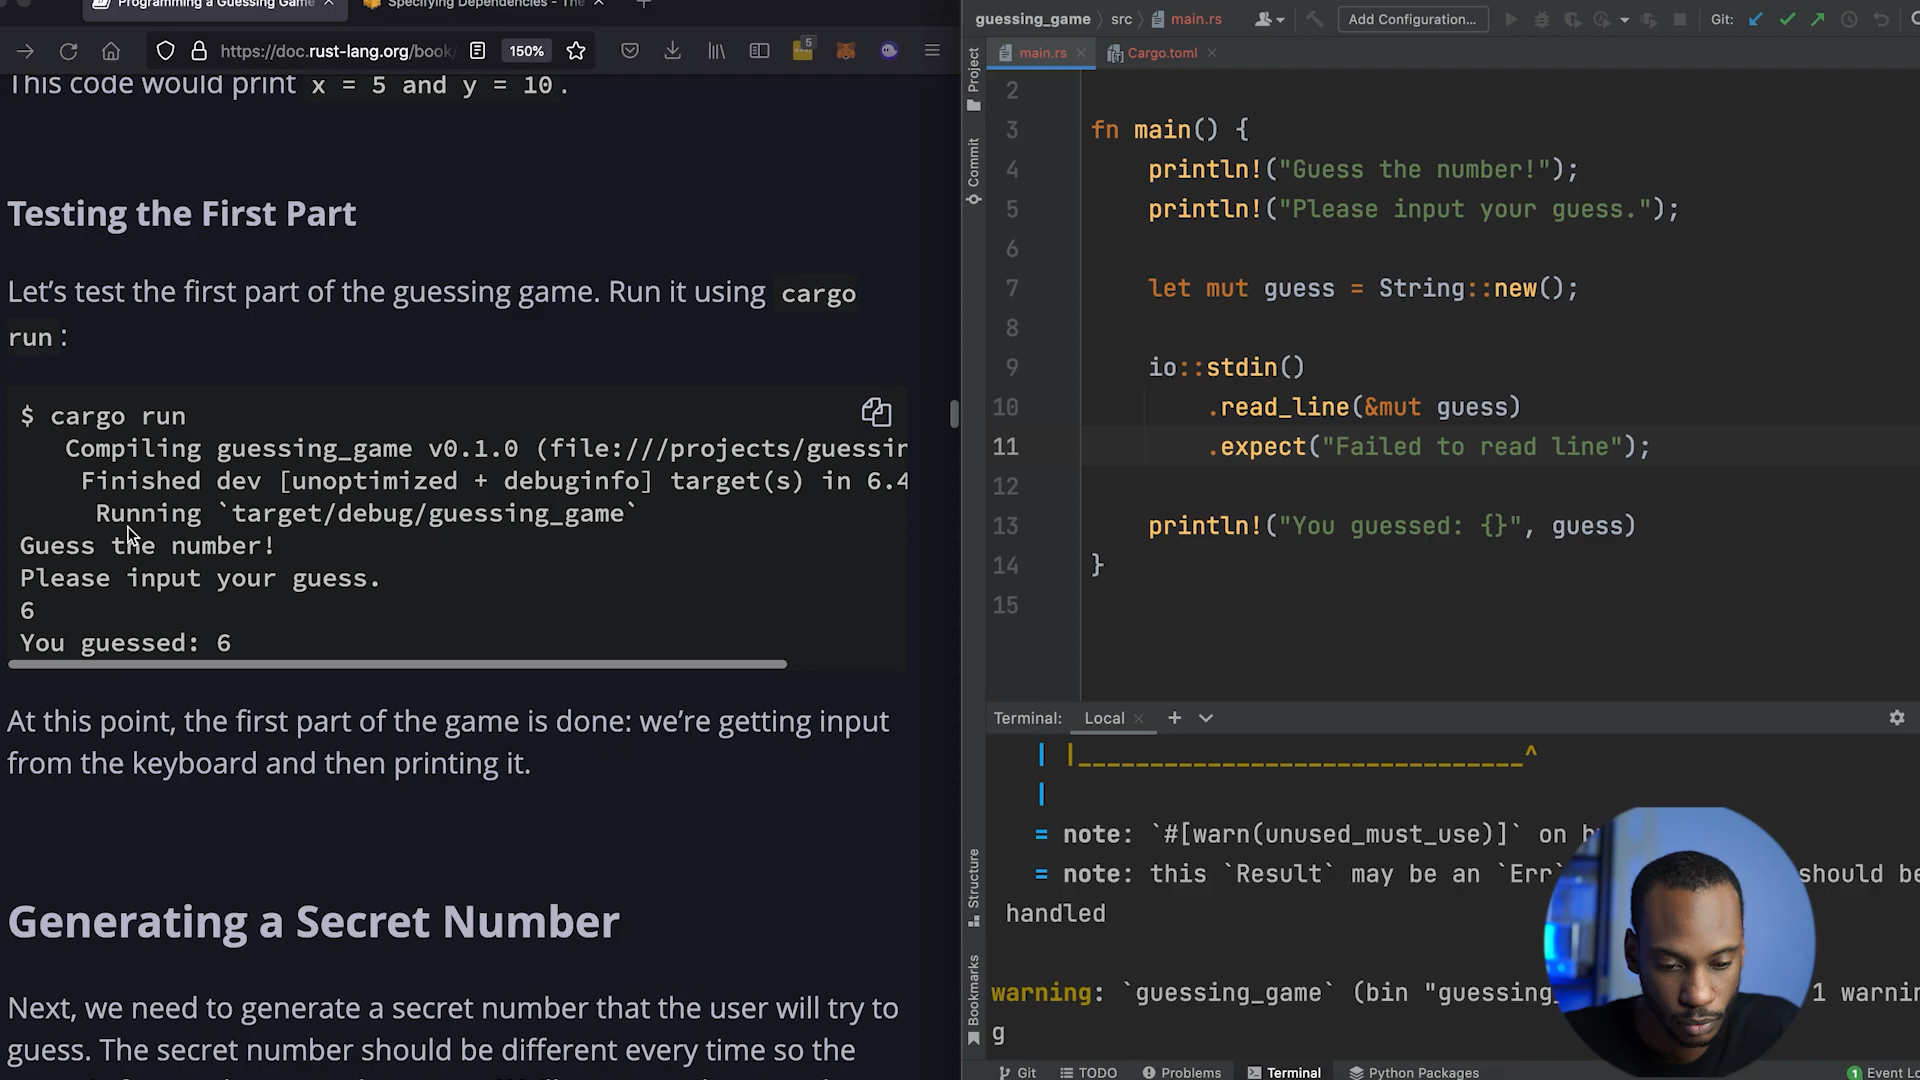 Programming a Guessing Game
Specifying Dependencies - The
https://doc.rust-lang.org/book/
150%
5
This code would print x = 5 and y = 10.
Testing the First Part
Let's test the first part of the guessing game. Run it using cargo
run:
$ cargo run
Compiling guessing_game v0.1.0 (file:///projects/guessin
Finished dev [unoptimized + debuginfo] target(s) in 6.4
Running `target/debug/guessing_game`
Guess the number!
Please input your guess.
6
You guessed: 6
At this point, the first part of the game is done: we're getting input
from the keyboard and then printing it.
Generating a Secret Number
Next, we need to generate a secret number that the user will try to
guess. The secret number should be different every time so the
guessing_game
src
main.rs
Add Configuration...
Git:
main.rs
Cargo.toml
Project
Commit
Structure
Bookmarks
2
3 fn main() {
4 println!("Guess the number!");
5 println!("Please input your guess.");
6
7 let mut guess = String::new();
8
9 io::stdin()
10 .read_line(&mut guess)
11 .expect("Failed to read line");
12
13 println!("You guessed: {}", guess)
14 }
15
Terminal:
Local
| |______________________________^
|
= note: `#[warn(unused_must_use)]` on
= note: this `Result` may be an `Err` should be
handled
warning: `guessing_game` (bin "guessing_ 1 warnin
g
Git
TODO
Problems
Terminal
Python Packages
1 Event Lo